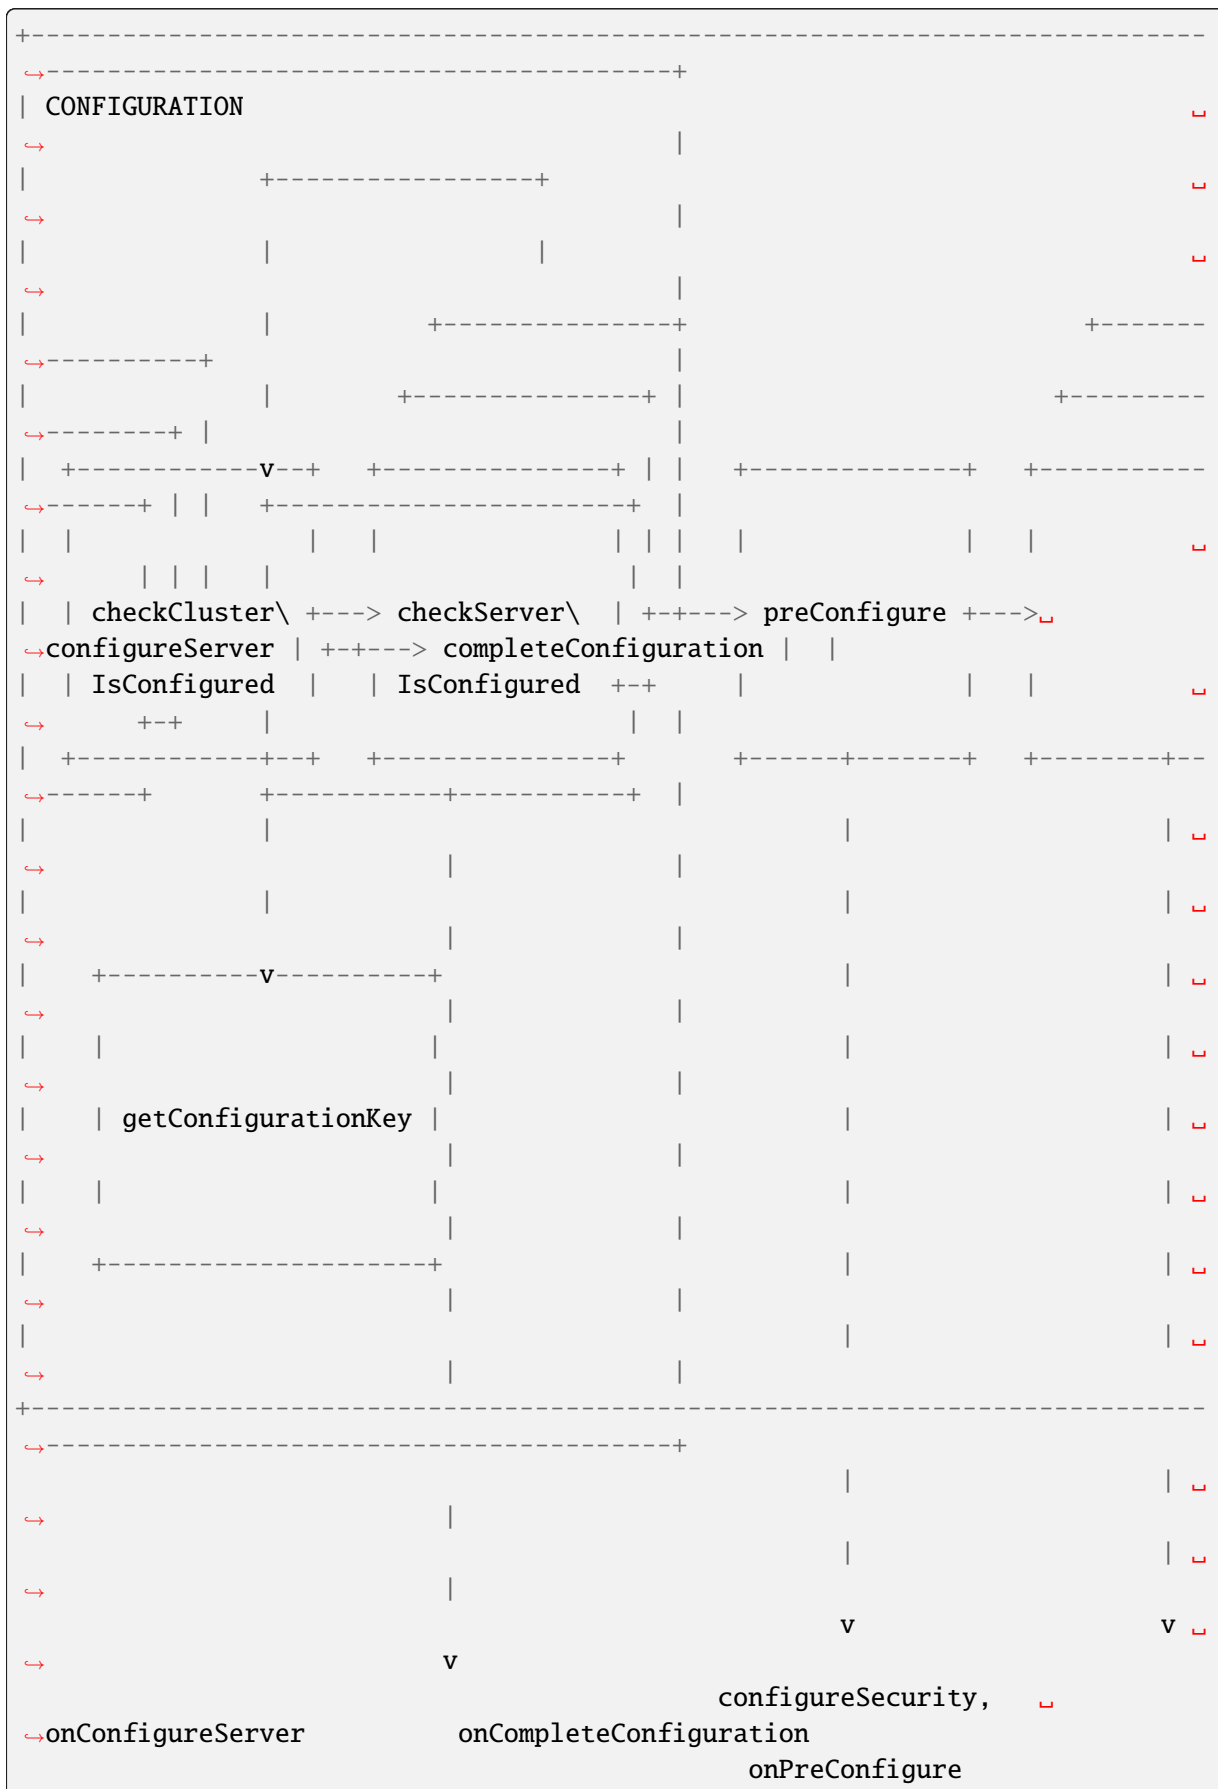 +-----------------------------------------------------------------------------
↪-----------------------------------------+
| CONFIGURATION                                                              ␣
↪                                         |
|               +-----------------+                                          ␣
↪                                         |
|               |                 |                                          ␣
↪                                         |
|               |          +----------------+                          +-------
↪----------+                              |
|               |        +----------------+ |                        +---------
↪--------+ |                              |
|  +------------v--+   +----------------+ | |   +--------------+   +-----------
↪------+ | |   +-----------------------+   |
|  |               |   |                | | |   |              |   |          ␣
↪      | | |   |                       |  |
|  | checkCluster\ +---> checkServer\  | +-+---> preConfigure +--->␣
↪configureServer | +-+---> completeConfiguration |  |
|  | IsConfigured  |   | IsConfigured  +-+     |              |   |          ␣
↪      +-+     |                       |  |
|  +------------+--+   +----------------+       +------+-------+   +---------+--
↪------+       +-----------+-----------+   |
|               |                                     |                    | ␣
↪                          |              |
|               |                                     |                    | ␣
↪                          |              |
|    +----------v----------+                          |                    | ␣
↪                          |              |
|    |                     |                          |                    | ␣
↪                          |              |
|    | getConfigurationKey |                          |                    | ␣
↪                          |              |
|    |                     |                          |                    | ␣
↪                          |              |
|    +---------------------+                          |                    | ␣
↪                          |              |
|                                                     |                    | ␣
↪                          |              |
+-----------------------------------------------------------------------------
↪-----------------------------------------+
                                                      |                    | ␣
↪                          |
                                                      |                    | ␣
↪                          |
                                                      v                    v ␣
↪                          v
                                              configureSecurity,   ␣
↪onConfigureServer          onCompleteConfiguration
                                                onPreConfigure